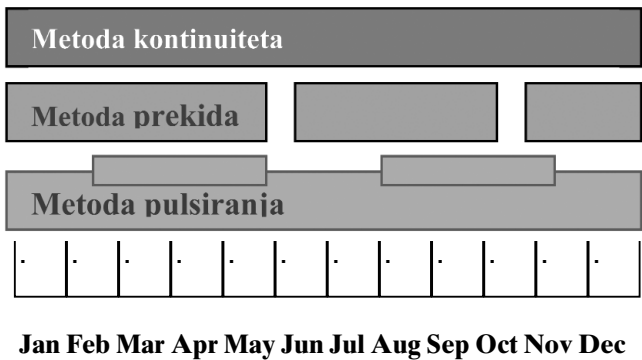 Metoda kontinuiteta
Metoda prekida
Metoda pulsiranja
Jan Feb Mar Apr May Jun Jul Aug Sep Oct Nov Dec